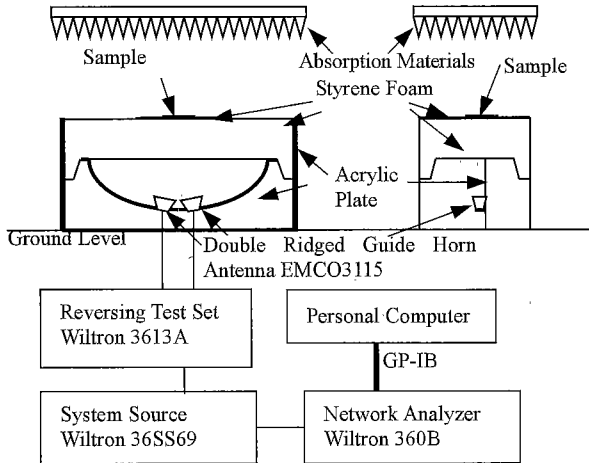 Absorption Materials
Sample
Styrene Foam
Sample
Acrylic
Plate
Ground Level
Double Ridged Guide Horn
Antenna EMCO3115
Reversing Test Set
Wiltron 3613A
Personal Computer
GP-IB
System Source
Wiltron 36SS69
Network Analyzer
Wiltron 360B